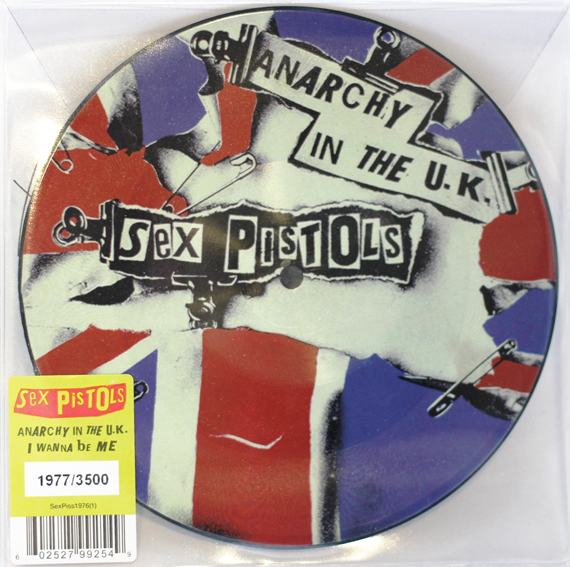 ANARCHY
IN THE U.K.
Sex PiSTOLS
Sex PiSTOLS
ANARCHY IN THE U.K.
I WANNA bE ME
1977/3500
SexPiss1976(1)
6 02527 99254 9